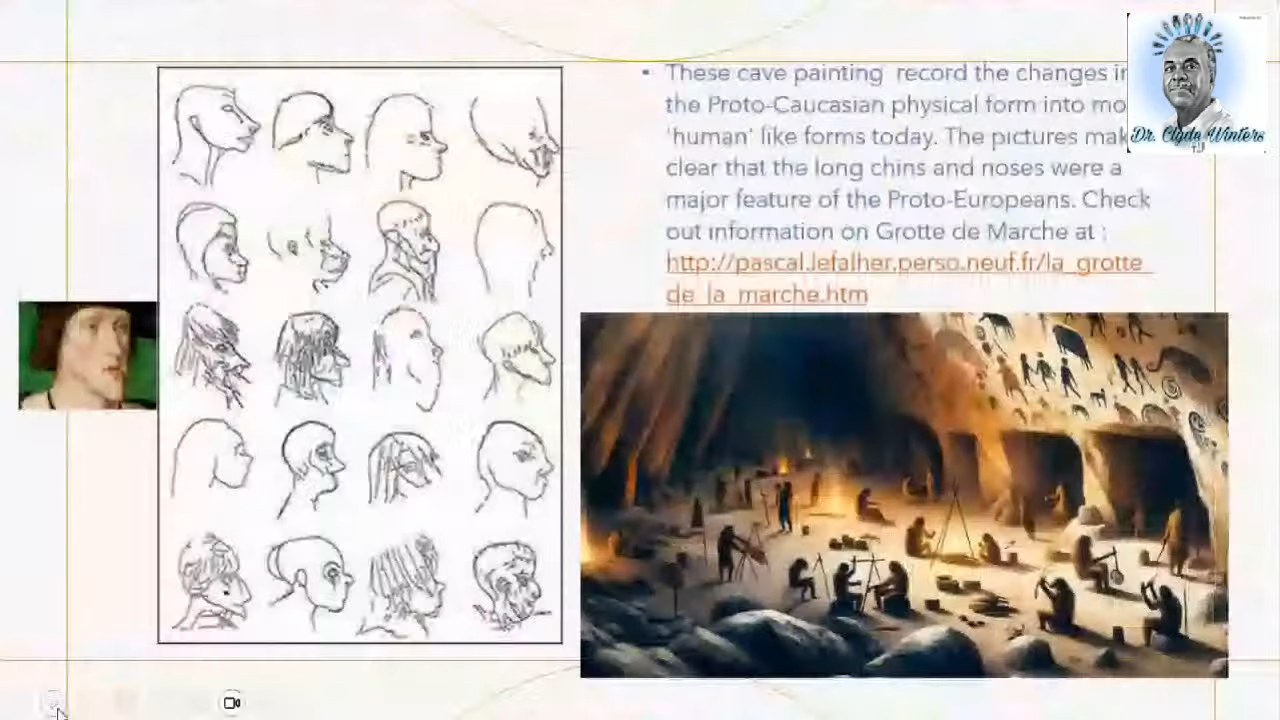 • These cave painting record the changes in
the Proto-Caucasian physical form into mo
'human' like forms today. The pictures mak
clear that the long chins and noses were a
major feature of the Proto-Europeans. Check
out information on Grotte de Marche at :
http://pascal.lefalher.perso.neuf.fr/la_grotte_
de_la_marche.htm
Dr. Clyde Winters